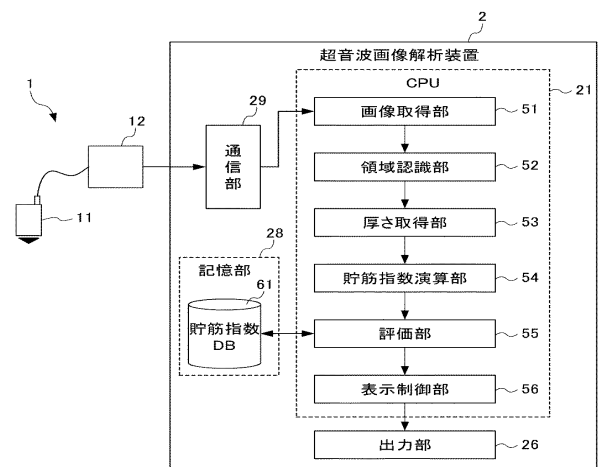 2
超音波画像解析装置
CPU
21
1
12
29
通信部
画像取得部
51
領域認識部
52
11
厚さ取得部
53
28
記憶部
61
貯筋指数
DB
貯筋指数演算部
54
評価部
55
表示制御部
56
出力部
26